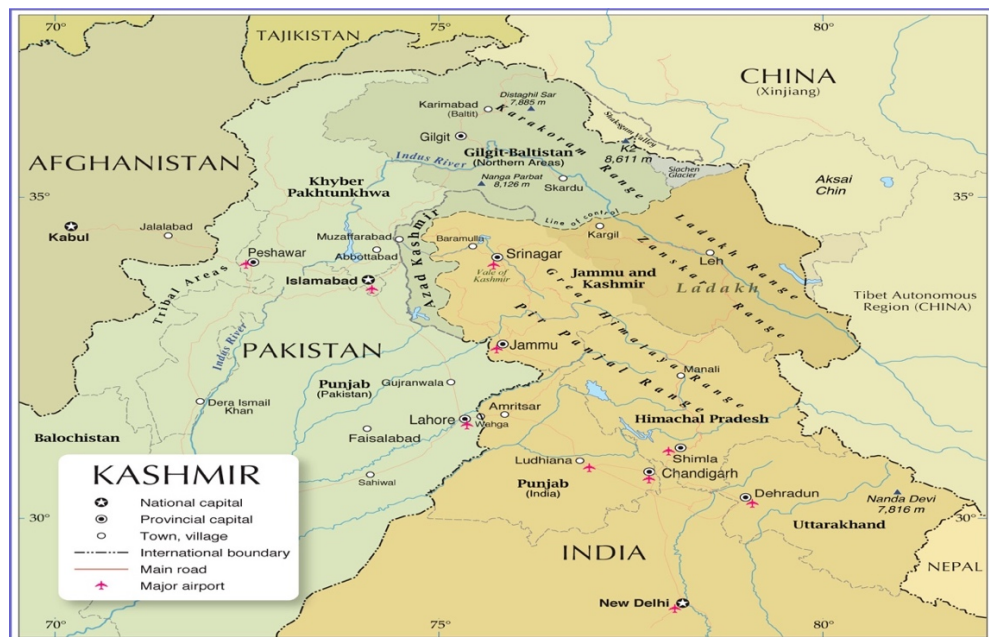 70°
75°
80°
TAJIKISTAN
CHINA
(Xinjiang)
Distaghil Sar
7.885 m
Karimabad
(Baltit)
Karakoram Range
Shaksgam Valley
Gilgit
K2
8,611 m
Gilgit-Baltistan
(Northern Areas)
Indus River
AFGHANISTAN
Nanga Parbat
8,126 m
Skardu
Siachen
Glacier
Aksai
Chin
Khyber
Pakhtunkhwa
35°
35°
Line of control
Kabul
Jalalabad
Muzaffarabad
Azad Kashmir
Baramulla
Kargil
Ladakh Range
Peshawar
Abbottabad
Srinagar
Zanskar Range
Leh
Tribal Areas
Islamabad
Vale of
Kashmir
Jammu and
Kashmir
Ladakh
Great Himalaya Range
Tibet Autonomous
Region (CHINA)
Indus River
Pir Panjal Range
PAKISTAN
Jammu
Manali
Punjab
(Pakistan)
Gujranwala
Dera Ismail
Khan
Lahore
Wahga
Amritsar
Himachal Pradesh
Balochistan
Faisalabad
Shimla
Ludhiana
Chandigarh
Sahiwal
Punjab
(India)
Dehradun
Nanda Devi
7,816 m
30°
30°
Uttarakhand
INDIA
NEPAL
New Delhi
KASHMIR
National capital
Provincial capital
Town, village
International boundary
Main road
Major airport
70°
75°
80°